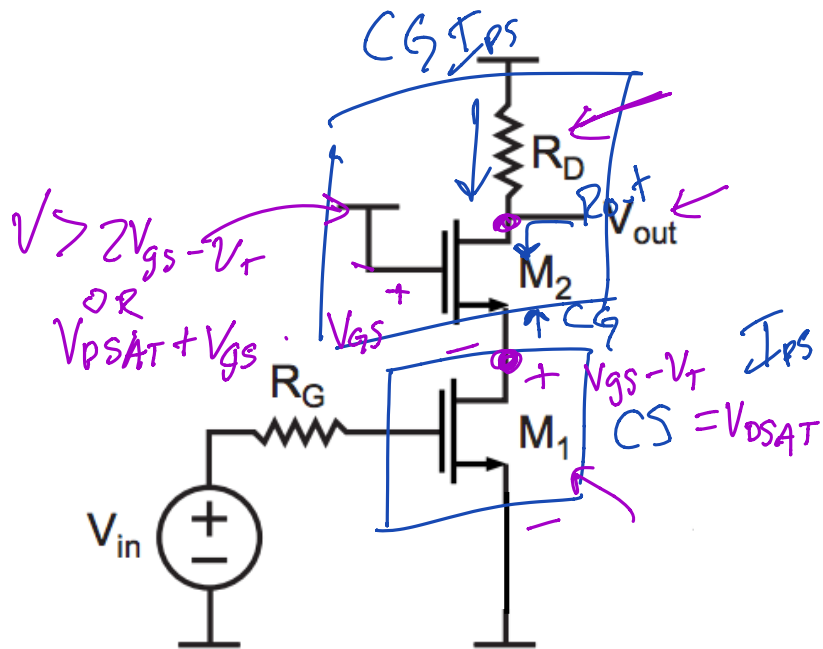 CG IDS
RD
Rout
Vout
V > 2Vgs - VT
OR
VDSAT + Vgs
+
VGS
-
M2
CG
IDS
+ Vgs - VT
CS = VDSAT
RG
M1
Vin
+
-
-